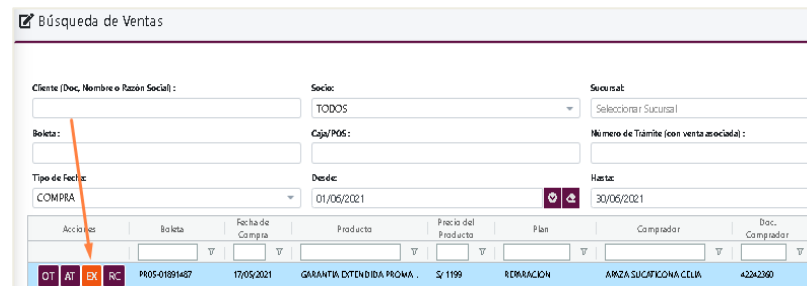 Búsqueda de Ventas
Cliente (Doc, Nombre o Razón Social) :
Socio:
Sucursal:
TODOS
Seleccionar Sucursal
Boleta :
Caja/POS :
Número de Trámite (con venta asociada) :
Tipo de Fecha:
Desde:
Hasta:
COMPRA
01/06/2021
30/06/2021
Acciones
Boleta
Fecha de Compra
Producto
Precio del Producto
Plan
Comprador
Doc. Comprador
OT AT EX RC
PR05-01891487
17/05/2021
GARANTIA EXTENDIDA PROMA .
S/ 1199
REPARACION
APAZA SUCATICONA CELIA
42242360